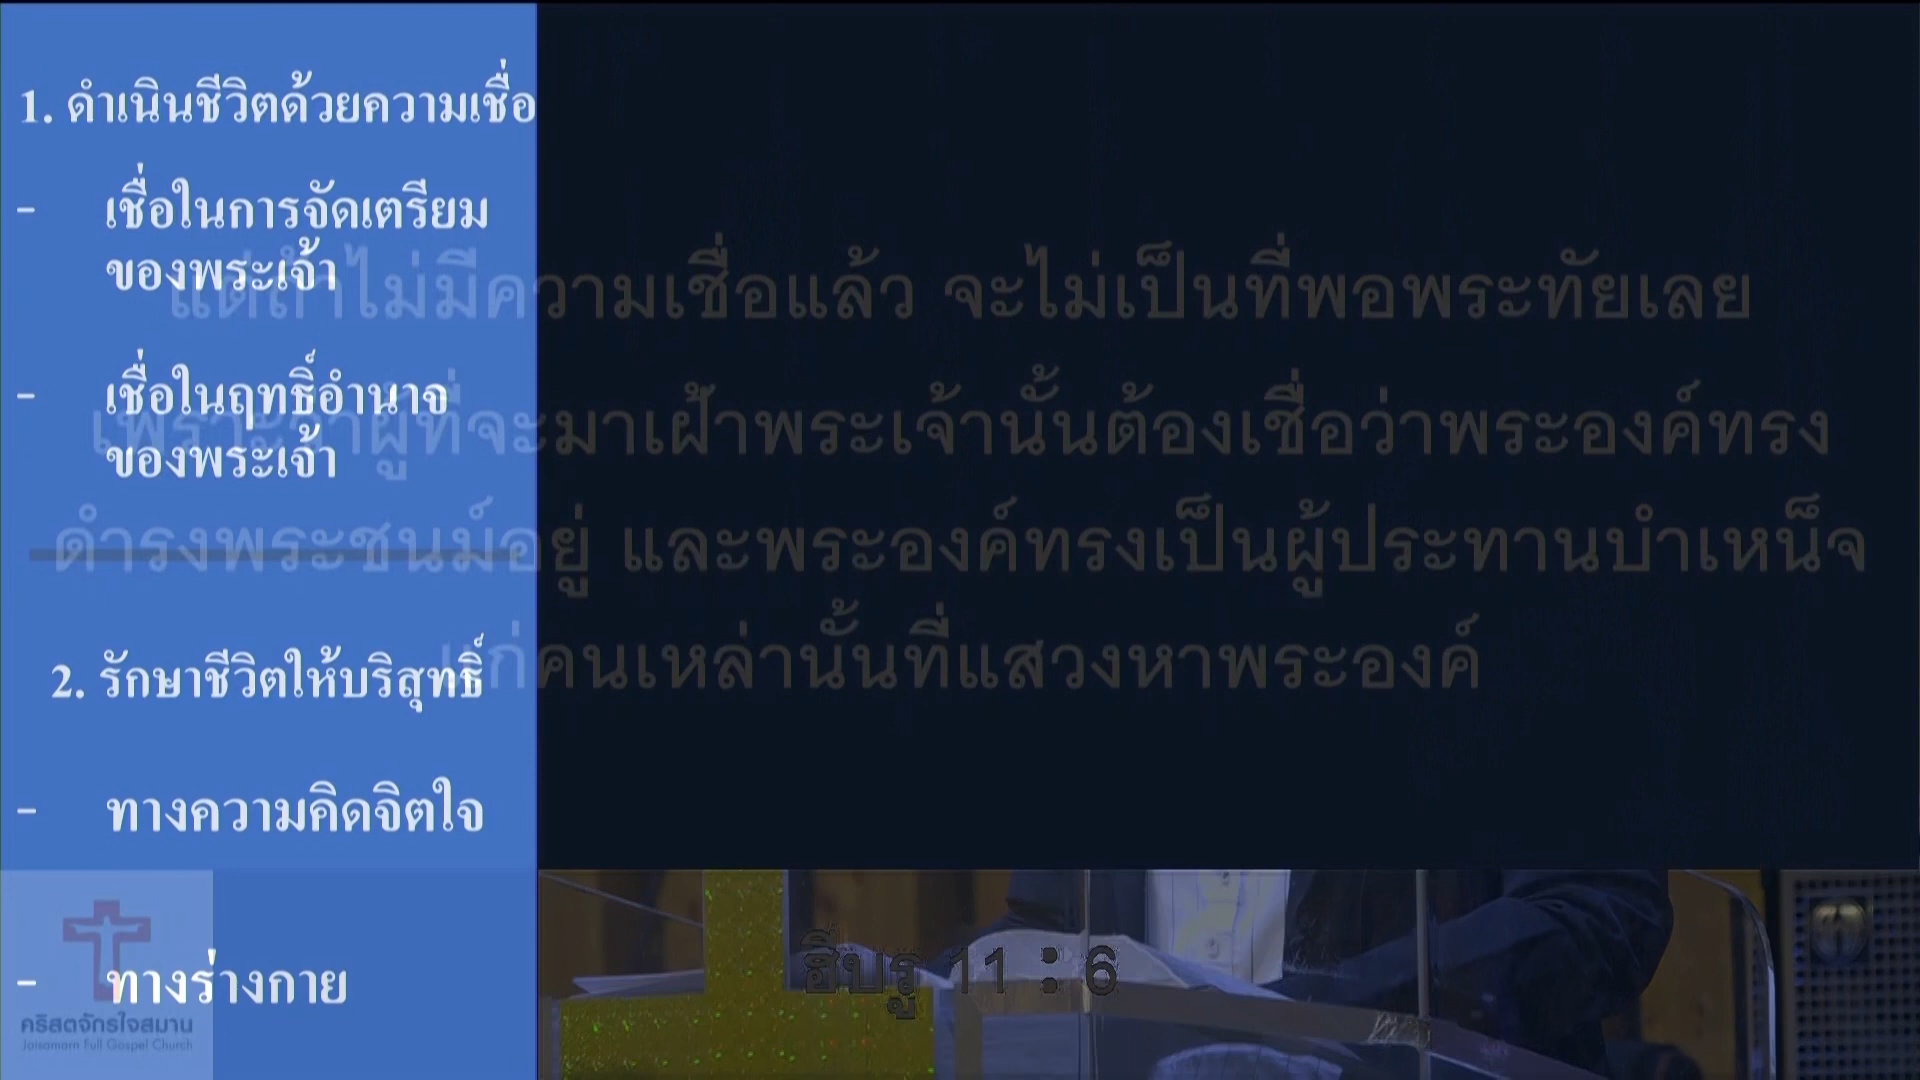 1. ดำเนินชีวิตด้วยความเชื่อ
- เชื่อในการจัดเตรียม
ของพระเจ้า
- เชื่อในฤทธิ์อำนาจ
ของพระเจ้า
2. รักษาชีวิตให้บริสุทธิ์
- ทางความคิดจิตใจ
- ทางร่างกาย
แต่ถ้าไม่มีความเชื่อแล้ว จะไม่เป็นที่พอพระทัยเลย
เพราะว่าผู้ที่จะมาเฝ้าพระเจ้านั้นต้องเชื่อว่าพระองค์ทรง
ดำรงพระชนม์อยู่ และพระองค์ทรงเป็นผู้ประทานบำเหน็จ
แก่คนเหล่านั้นที่แสวงหาพระองค์
ฮีบรู 11 : 6
คริสตจักรใจสมาน
Jaisamarn Full Gospel Church